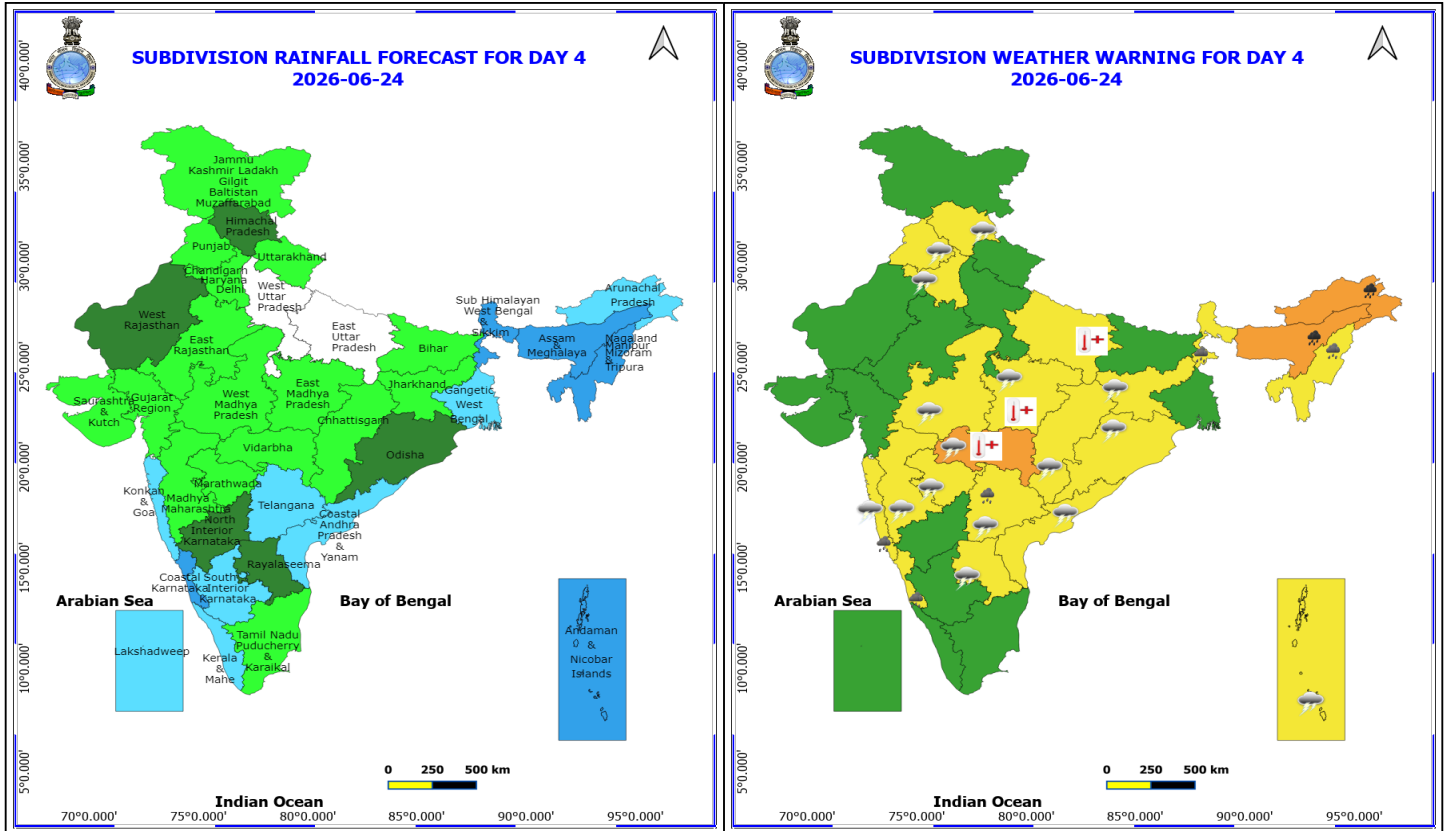 SUBDIVISION RAINFALL FORECAST FOR DAY 4
2026-06-24
40°0.000'
35°0.000'
30°0.000'
25°0.000'
20°0.000'
15°0.000'
10°0.000'
5°0.000'
Jammu
Kashmir Ladakh
Gilgit
Baltistan
Muzaffarabad
Himachal
Pradesh
Punjab
Uttarakhand
Chandigarh
Haryana
Delhi
West
Uttar
Pradesh
West
Rajasthan
East
Rajasthan
East
Uttar
Pradesh
Sub Himalayan
West Bengal
&
Sikkim
Arunachal
Pradesh
Assam
&
Meghalaya
Nagaland
Manipur
Mizoram
&
Tripura
Bihar
Jharkhand
Gangetic
West
Bengal
Saurashtra
&
Kutch
Gujarat
Region
West
Madhya
Pradesh
East
Madhya
Pradesh
Chhattisgarh
Vidarbha
Odisha
Konkan
&
Goa
Madhya
Maharashtra
Marathwada
Telangana
North
Interior
Karnataka
Coastal
Andhra
Pradesh
&
Yanam
Rayalaseema
Coastal
Karnataka
South
Interior
Karnataka
Arabian Sea
Bay of Bengal
Lakshadweep
Kerala
&
Mahe
Tamil Nadu
Puducherry
&
Karaikal
Andaman
&
Nicobar
Islands
0 250 500 km
Indian Ocean
70°0.000' 75°0.000' 80°0.000' 85°0.000' 90°0.000' 95°0.000'
SUBDIVISION WEATHER WARNING FOR DAY 4
2026-06-24
40°0.000'
35°0.000'
30°0.000'
25°0.000'
20°0.000'
15°0.000'
10°0.000'
5°0.000'
Arabian Sea
Bay of Bengal
0 250 500 km
Indian Ocean
70°0.000' 75°0.000' 80°0.000' 85°0.000' 90°0.000' 95°0.000'